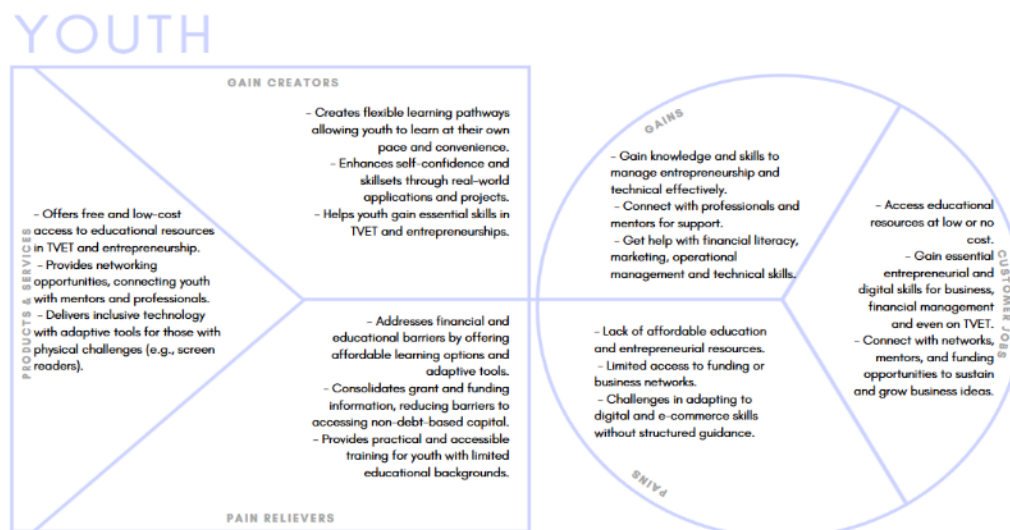 YOUTH
GAIN CREATORS
- Creates flexible learning pathways
allowing youth to learn at their own
pace and convenience.
- Enhances self-confidence and
skillsets through real-world
applications and projects.
- Helps youth gain essential skills in
TVET and entrepreneurships.
PRODUCTS & SERVICES
- Offers free and low-cost
access to educational resources
in TVET and entrepreneurship.
- Provides networking
opportunities, connecting youth
with mentors and professionals.
- Delivers inclusive technology
with adaptive tools for those with
physical challenges (e.g., screen
readers).
- Addresses financial and
educational barriers by offering
affordable learning options and
adaptive tools.
- Consolidates grant and funding
information, reducing barriers to
accessing non-debt-based capital.
- Provides practical and accessible
training for youth with limited
educational backgrounds.
PAIN RELIEVERS
GAINS
- Gain knowledge and skills to
manage entrepreneurship and
technical effectively.
- Connect with professionals and
mentors for support.
- Get help with financial literacy,
marketing, operational
management and technical skills.
- Lack of affordable education
and entrepreneurial resources.
- Limited access to funding or
business networks.
- Challenges in adapting to
digital and e-commerce skills
without structured guidance.
PAINS
- Access educational
resources at low or no
cost.
- Gain essential
entrepreneurial and
digital skills for business,
financial management
and even on TVET.
- Connect with networks,
mentors, and funding
opportunities to sustain
and grow business ideas.
CUSTOMER JOBS